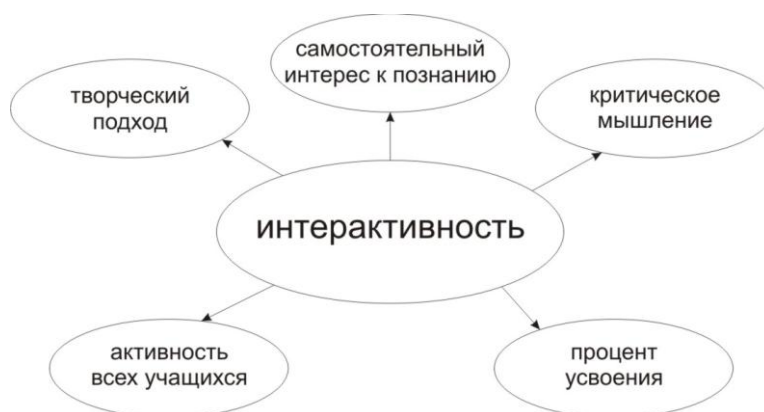 самостоятельный
интерес к познанию
творческий
подход
критическое
мышление
интерактивность
активность
всех учащихся
процент
усвоения